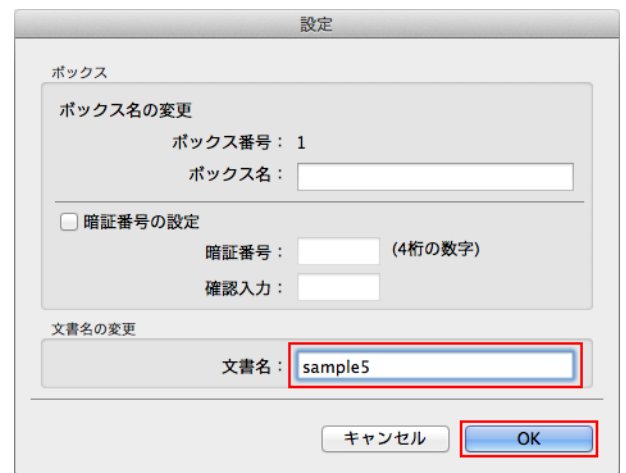 設定
ボックス
ボックス名の変更
ボックス番号： 1
ボックス名：
暗証番号の設定
暗証番号： (4桁の数字)
確認入力：
文書名の変更
文書名： sample5
キャンセル OK